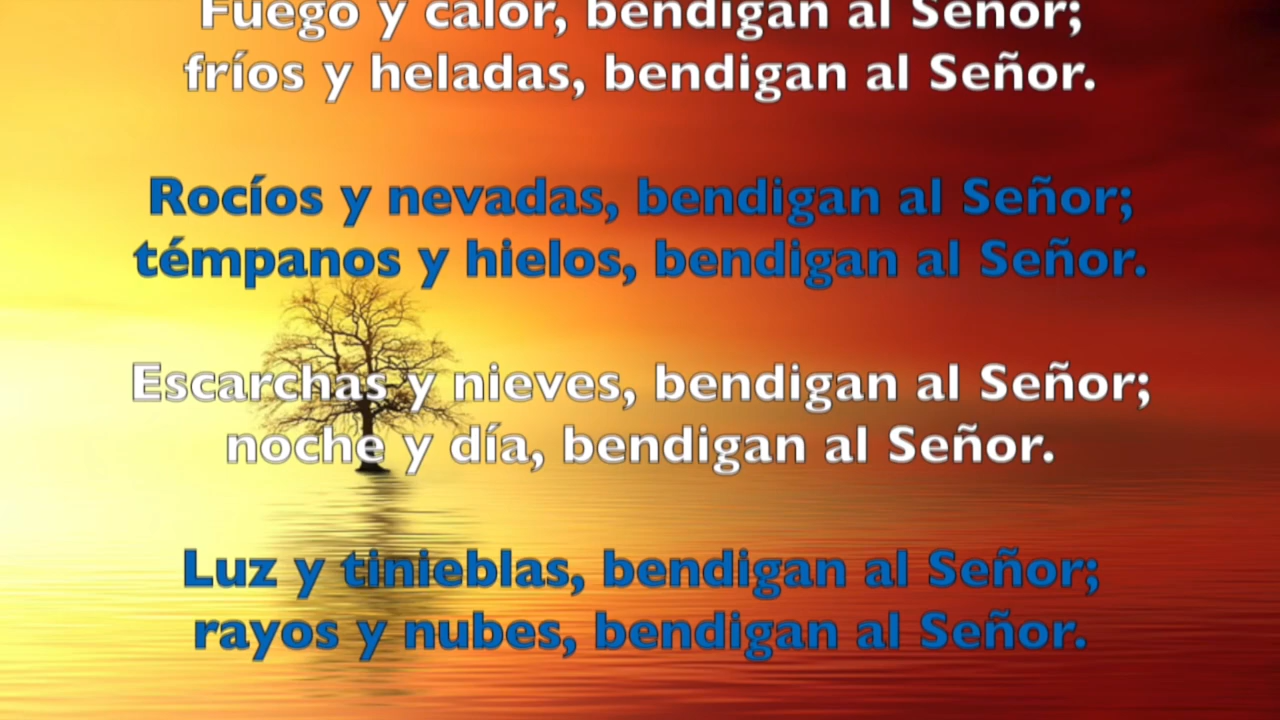 Fuego y calor, bendigan al Señor;
fríos y heladas, bendigan al Señor.
Rocíos y nevadas, bendigan al Señor;
témpanos y hielos, bendigan al Señor.
Escarchas y nieves, bendigan al Señor;
noche y día, bendigan al Señor.
Luz y tinieblas, bendigan al Señor;
rayos y nubes, bendigan al Señor.